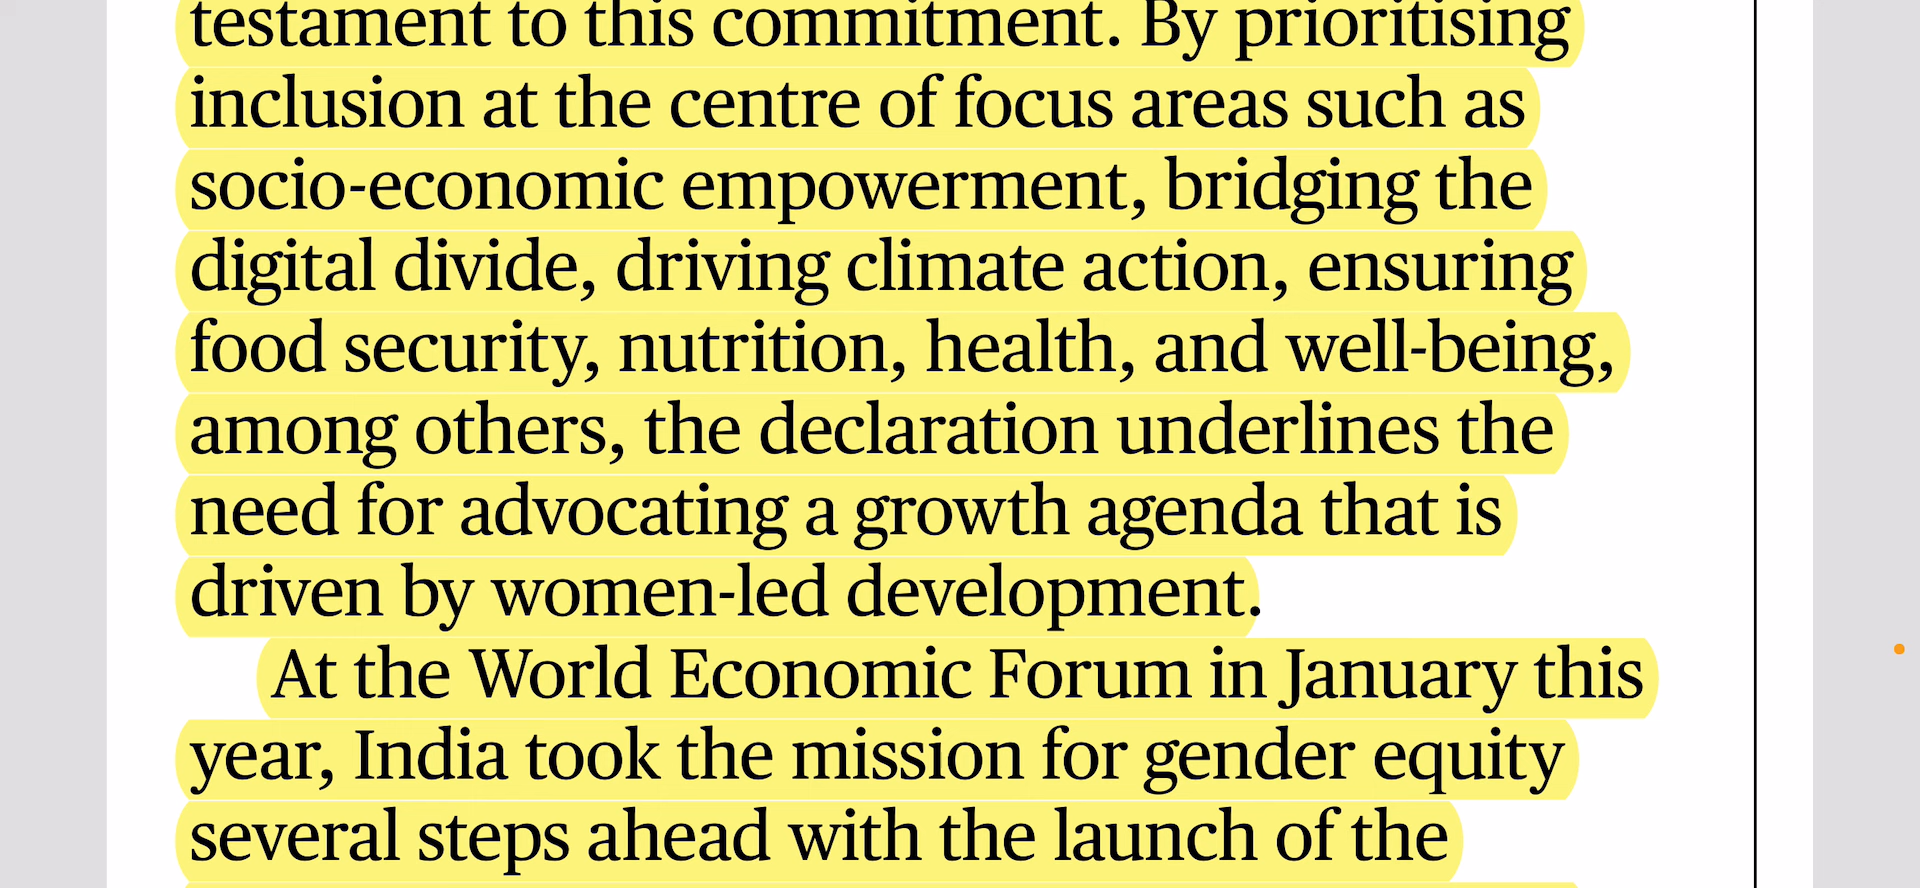 testament to this commitment. By prioritising
inclusion at the centre of focus areas such as
socio-economic empowerment, bridging the
digital divide, driving climate action, ensuring
food security, nutrition, health, and well-being,
among others, the declaration underlines the
need for advocating a growth agenda that is
driven by women-led development.
At the World Economic Forum in January this
year, India took the mission for gender equity
several steps ahead with the launch of the